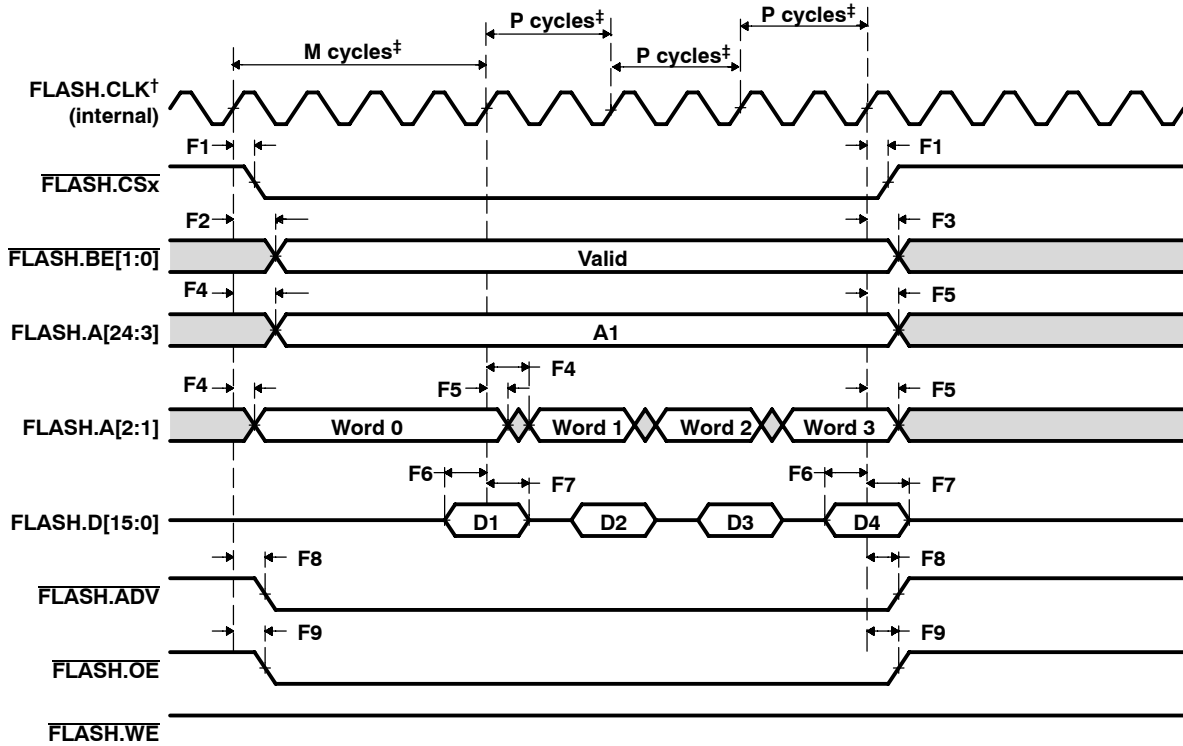 P cycles‡
P cycles‡
M cycles‡
P cycles‡
FLASH.CLK†
(internal)
F1
F1
FLASH.CSx
F2
F3
FLASH.BE[1:0]
Valid
F4
F5
FLASH.A[24:3]
A1
F4
F4
F5
F5
FLASH.A[2:1]
Word 0
Word 1
Word 2
Word 3
F6
F7
F6
F7
FLASH.D[15:0]
D1
D2
D3
D4
F8
F8
FLASH.ADV
F9
F9
FLASH.OE
FLASH.WE